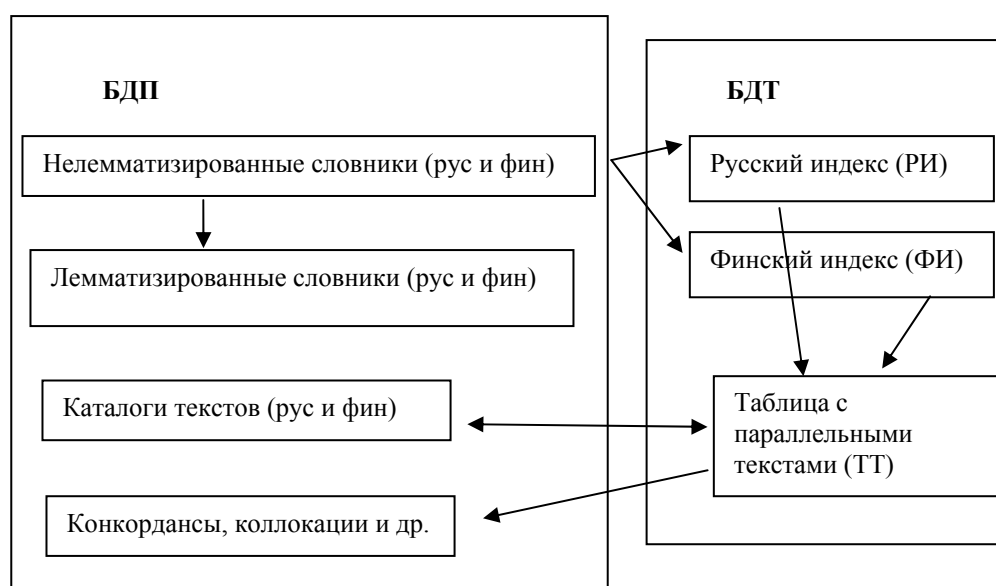 БДП
Нелемматизированные словники (рус и фин)
Лемматизированные словники (рус и фин)
Каталоги текстов (рус и фин)
Конкордансы, коллокации и др.
БДТ
Русский индекс (РИ)
Финский индекс (ФИ)
Таблица с
параллельными
текстами (ТТ)